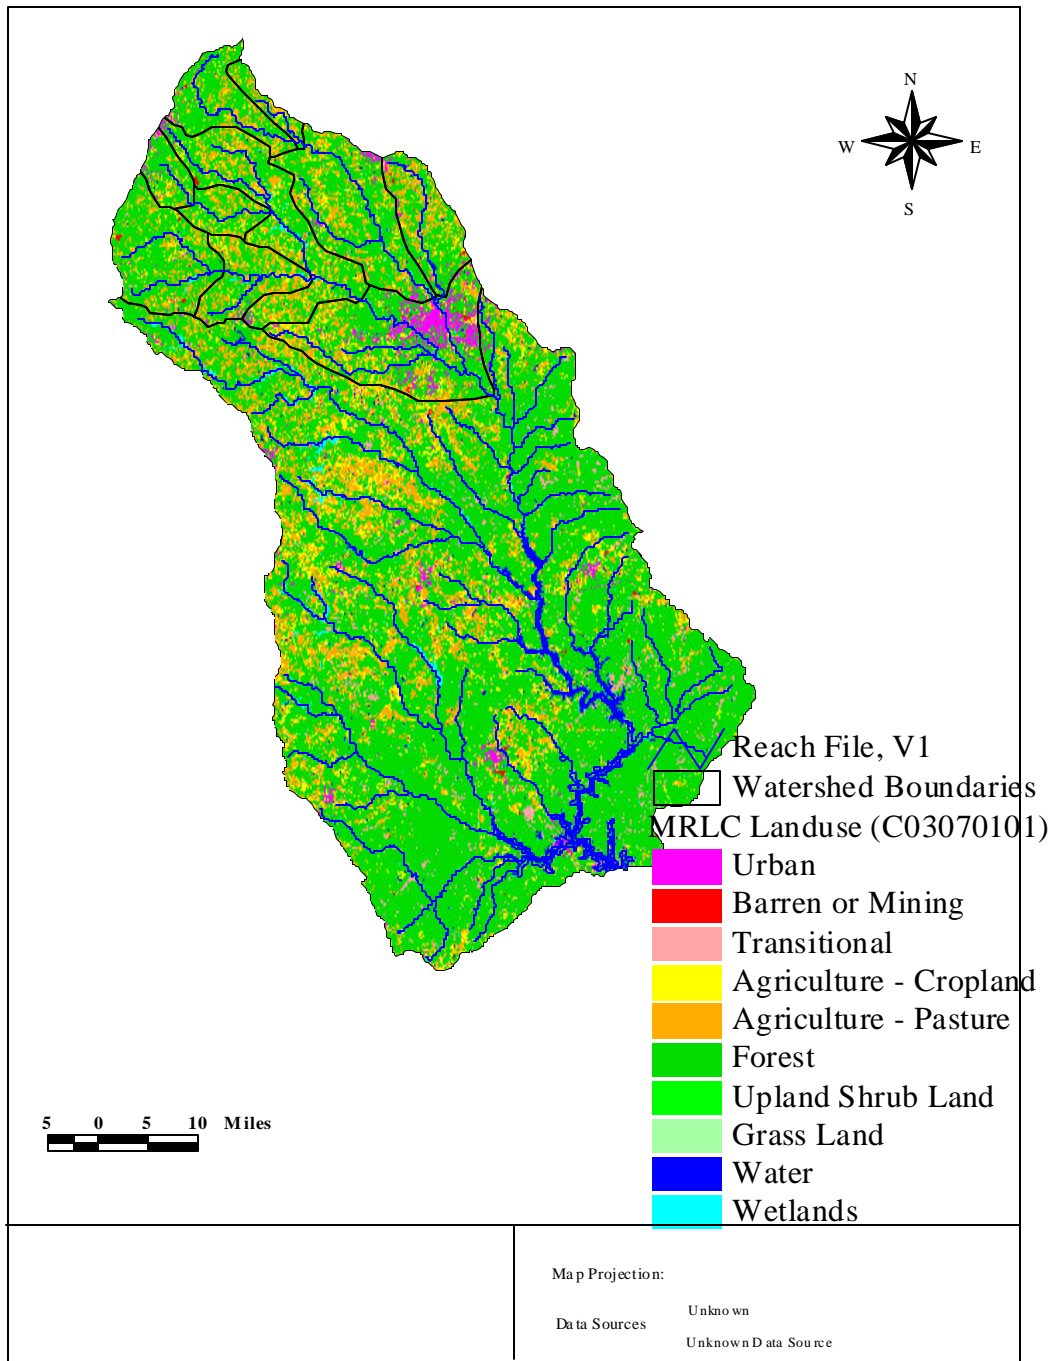 N
W E
S
Reach File, V1
Watershed Boundaries
MRLC Landuse (C03070101)
Urban
Barren or Mining
Transitional
Agriculture - Cropland
Agriculture - Pasture
Forest
Upland Shrub Land
Grass Land
Water
Wetlands
5 0 5 10 Miles
Map Projection:
Unknown
Data Sources
Unknown Data Source